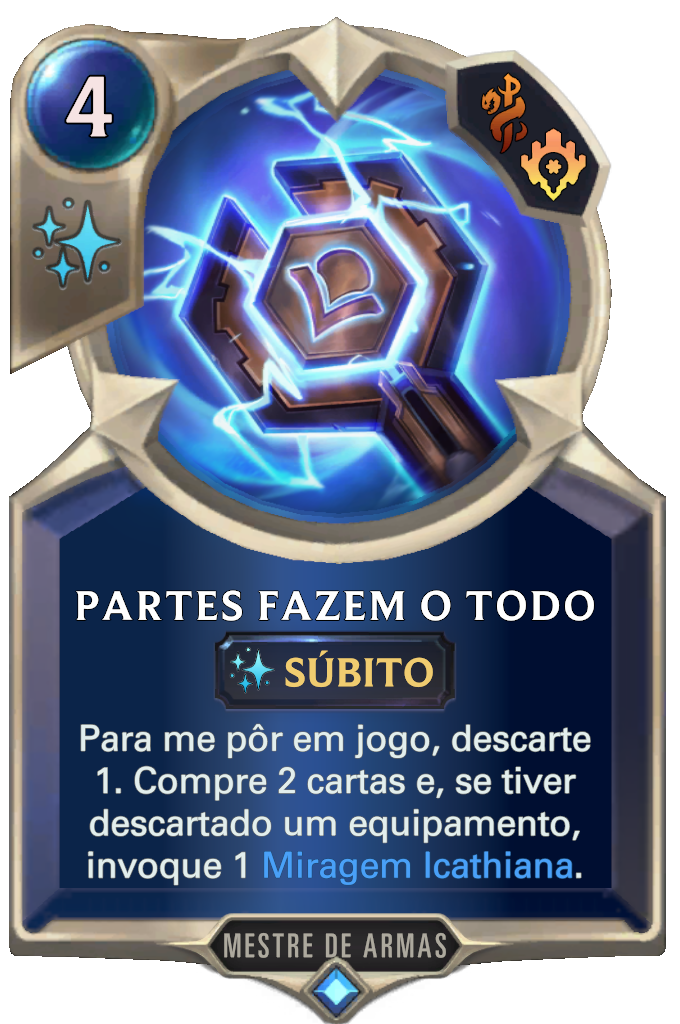 4
PARTES FAZEM O TODO
SÚBITO
Para me pôr em jogo, descarte
1. Compre 2 cartas e, se tiver
descartado um equipamento,
invoque 1 Miragem Icathiana.
MESTRE DE ARMAS